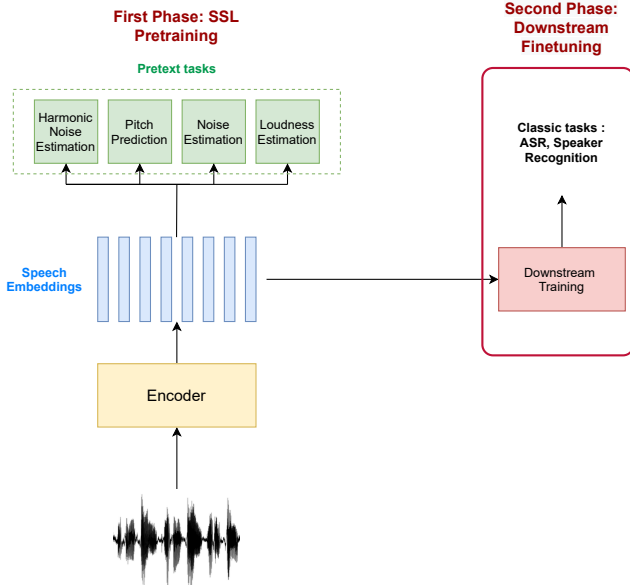 First Phase: SSL
Pretraining
Second Phase:
Downstream
Finetuning
Pretext tasks
Harmonic
Noise
Estimation
Pitch
Prediction
Noise
Estimation
Loudness
Estimation
Classic tasks :
ASR, Speaker
Recognition
Speech
Embeddings
Downstream
Training
Encoder